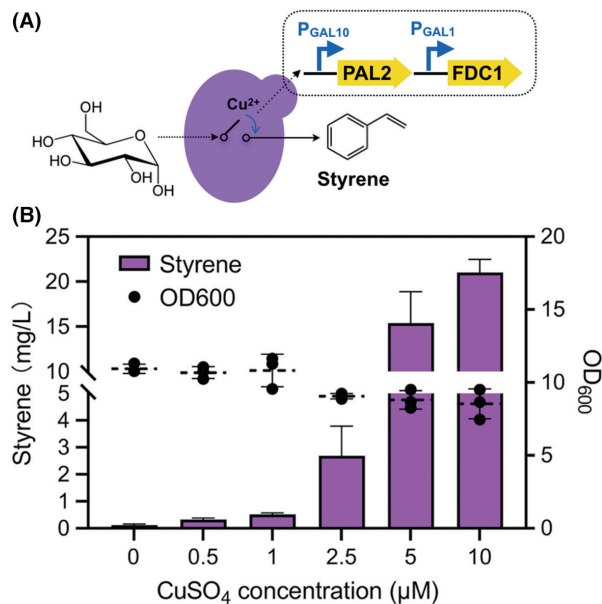 (A)
P_GAL10 P_GAL1
PAL2 FDC1
Cu²⁺
HO OH O
HO OH
OH
Styrene
(B)
Styrene
OD600
Styrene (mg/L)
25
20
15
10
5
4
3
2
1
0
20
15
10
5
0
OD₆₀₀
0 0.5 1 2.5 5 10
CuSO₄ concentration (μM)